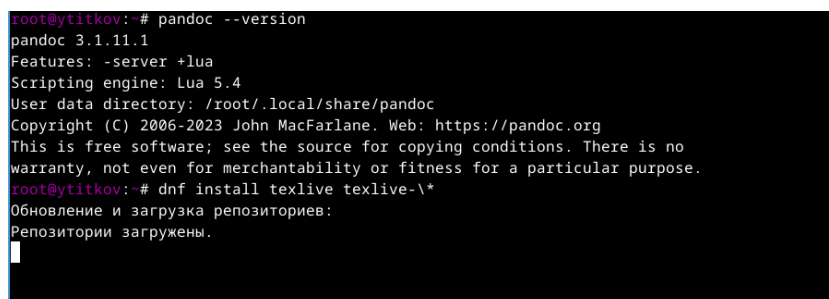 root@ytitkov:~# pandoc --version
pandoc 3.1.11.1
Features: -server +lua
Scripting engine: Lua 5.4
User data directory: /root/.local/share/pandoc
Copyright (C) 2006-2023 John MacFarlane. Web: https://pandoc.org
This is free software; see the source for copying conditions. There is no
warranty, not even for merchantability or fitness for a particular purpose.
root@ytitkov:~# dnf install texlive texlive-\*
Обновление и загрузка репозиториев:
Репозитории загружены.